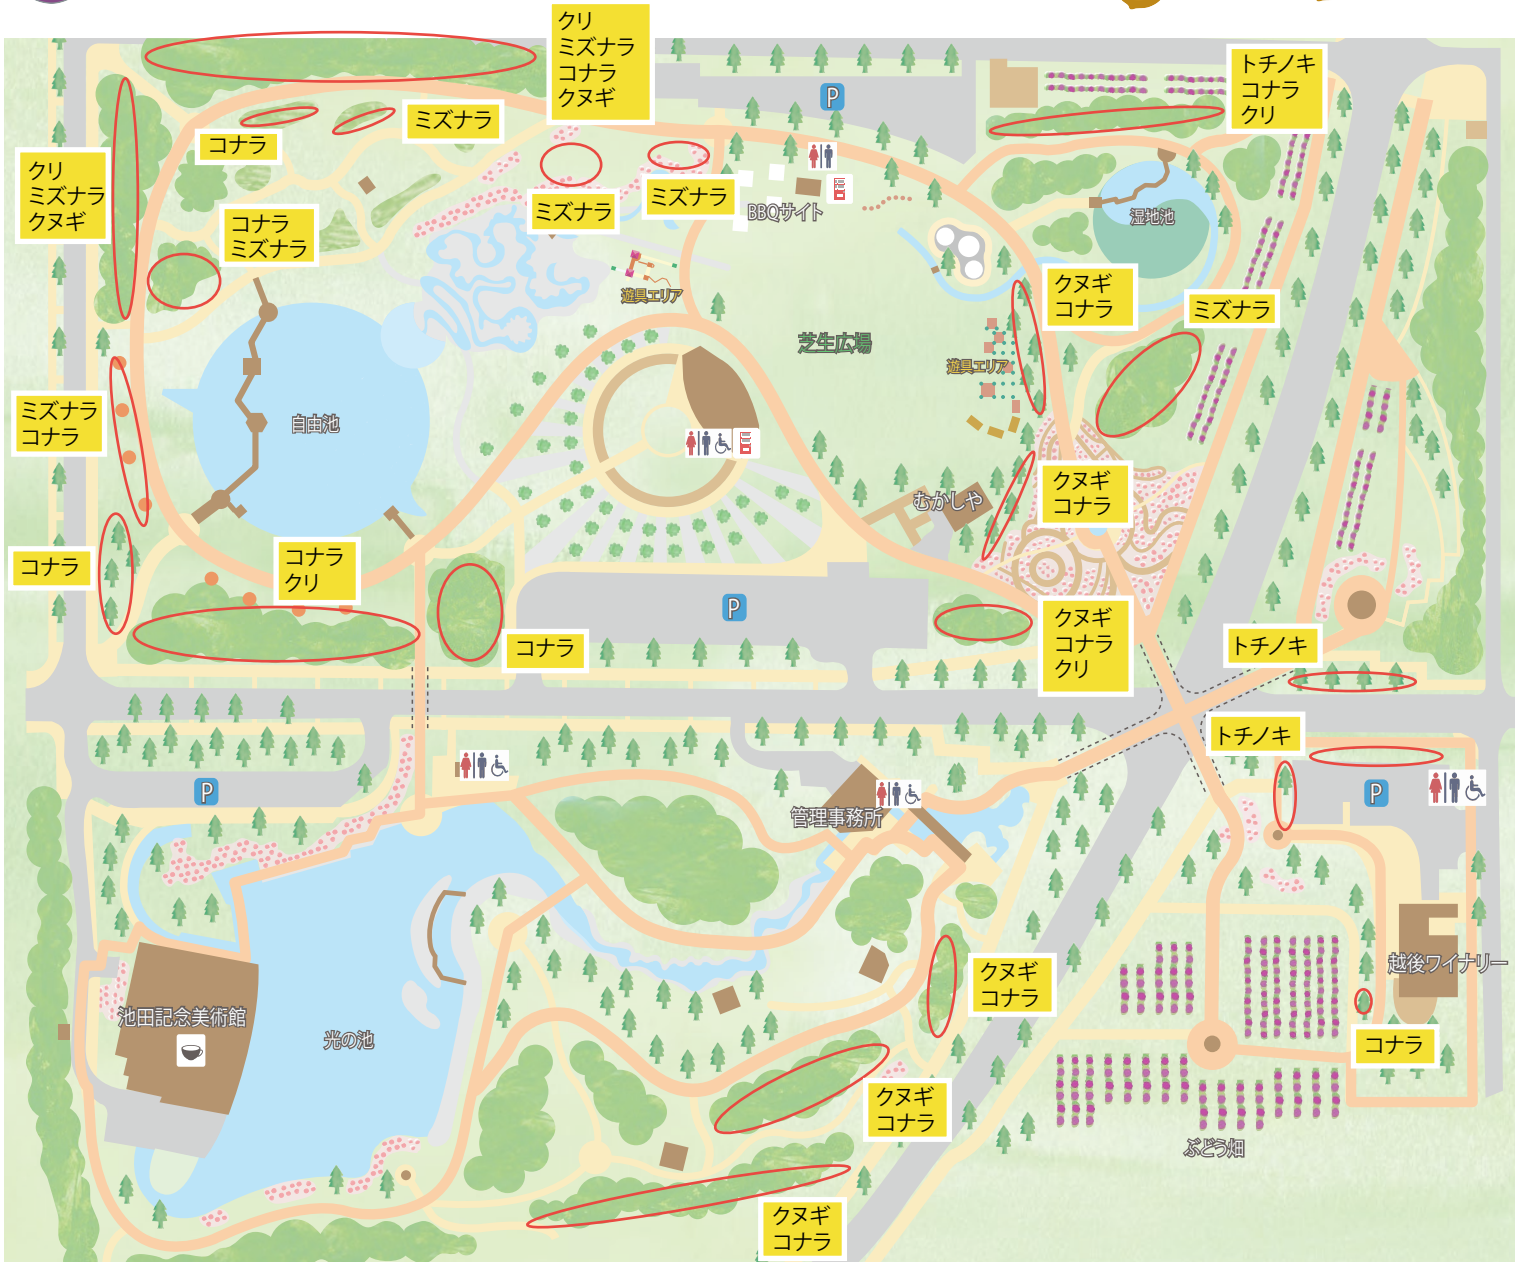 クリ
ミズナラ
コナラ
クヌギ
トチノキ
コナラ
クリ
P
ミズナラ
コナラ
クリ
ミズナラ
クヌギ
ミズナラ
ミズナラ
BBQサイト
湿地池
コナラ
ミズナラ
遊具エリア
クヌギ
コナラ
ミズナラ
芝生広場
遊具エリア
ミズナラ
コナラ
自由池
むかしや
クヌギ
コナラ
コナラ
コナラ
クリ
P
コナラ
クヌギ
コナラ
クリ
トチノキ
トチノキ
P
P
管理事務所
越後ワイナリー
クヌギ
コナラ
池田記念美術館
光の池
コナラ
クヌギ
コナラ
ぶどう畑
クヌギ
コナラ